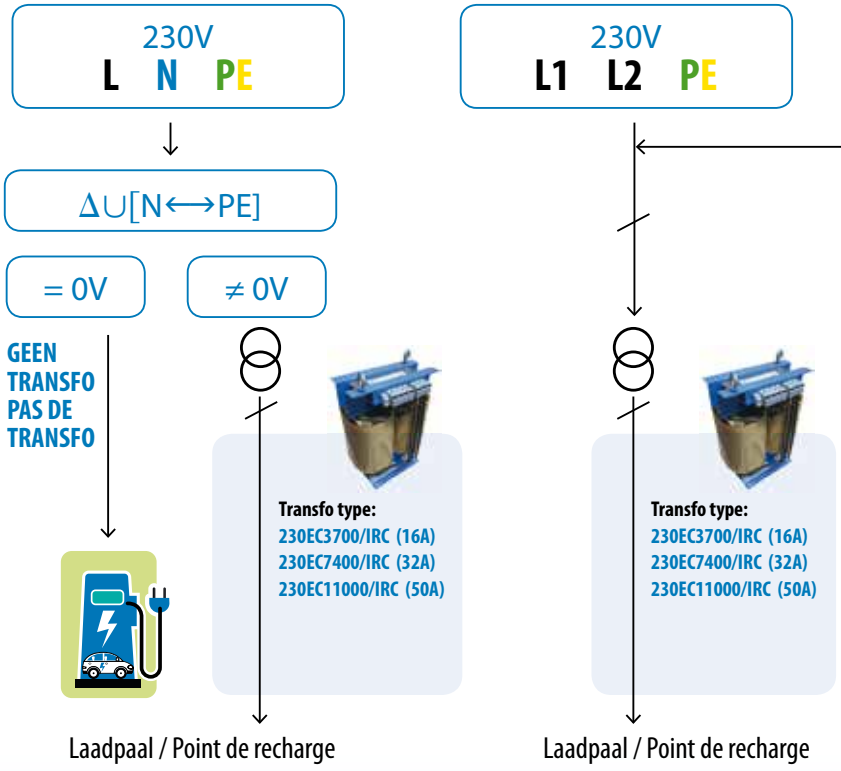 230V
L N PE
∆∪[N⟷PE]
= 0V
≠ 0V
GEEN
TRANSFO
PAS DE
TRANSFO
Transfo type:
230EC3700/IRC (16A)
230EC7400/IRC (32A)
230EC11000/IRC (50A)
Laadpaal / Point de recharge
230V
L1 L2 PE
Transfo type:
230EC3700/IRC (16A)
230EC7400/IRC (32A)
230EC11000/IRC (50A)
Laadpaal / Point de recharge